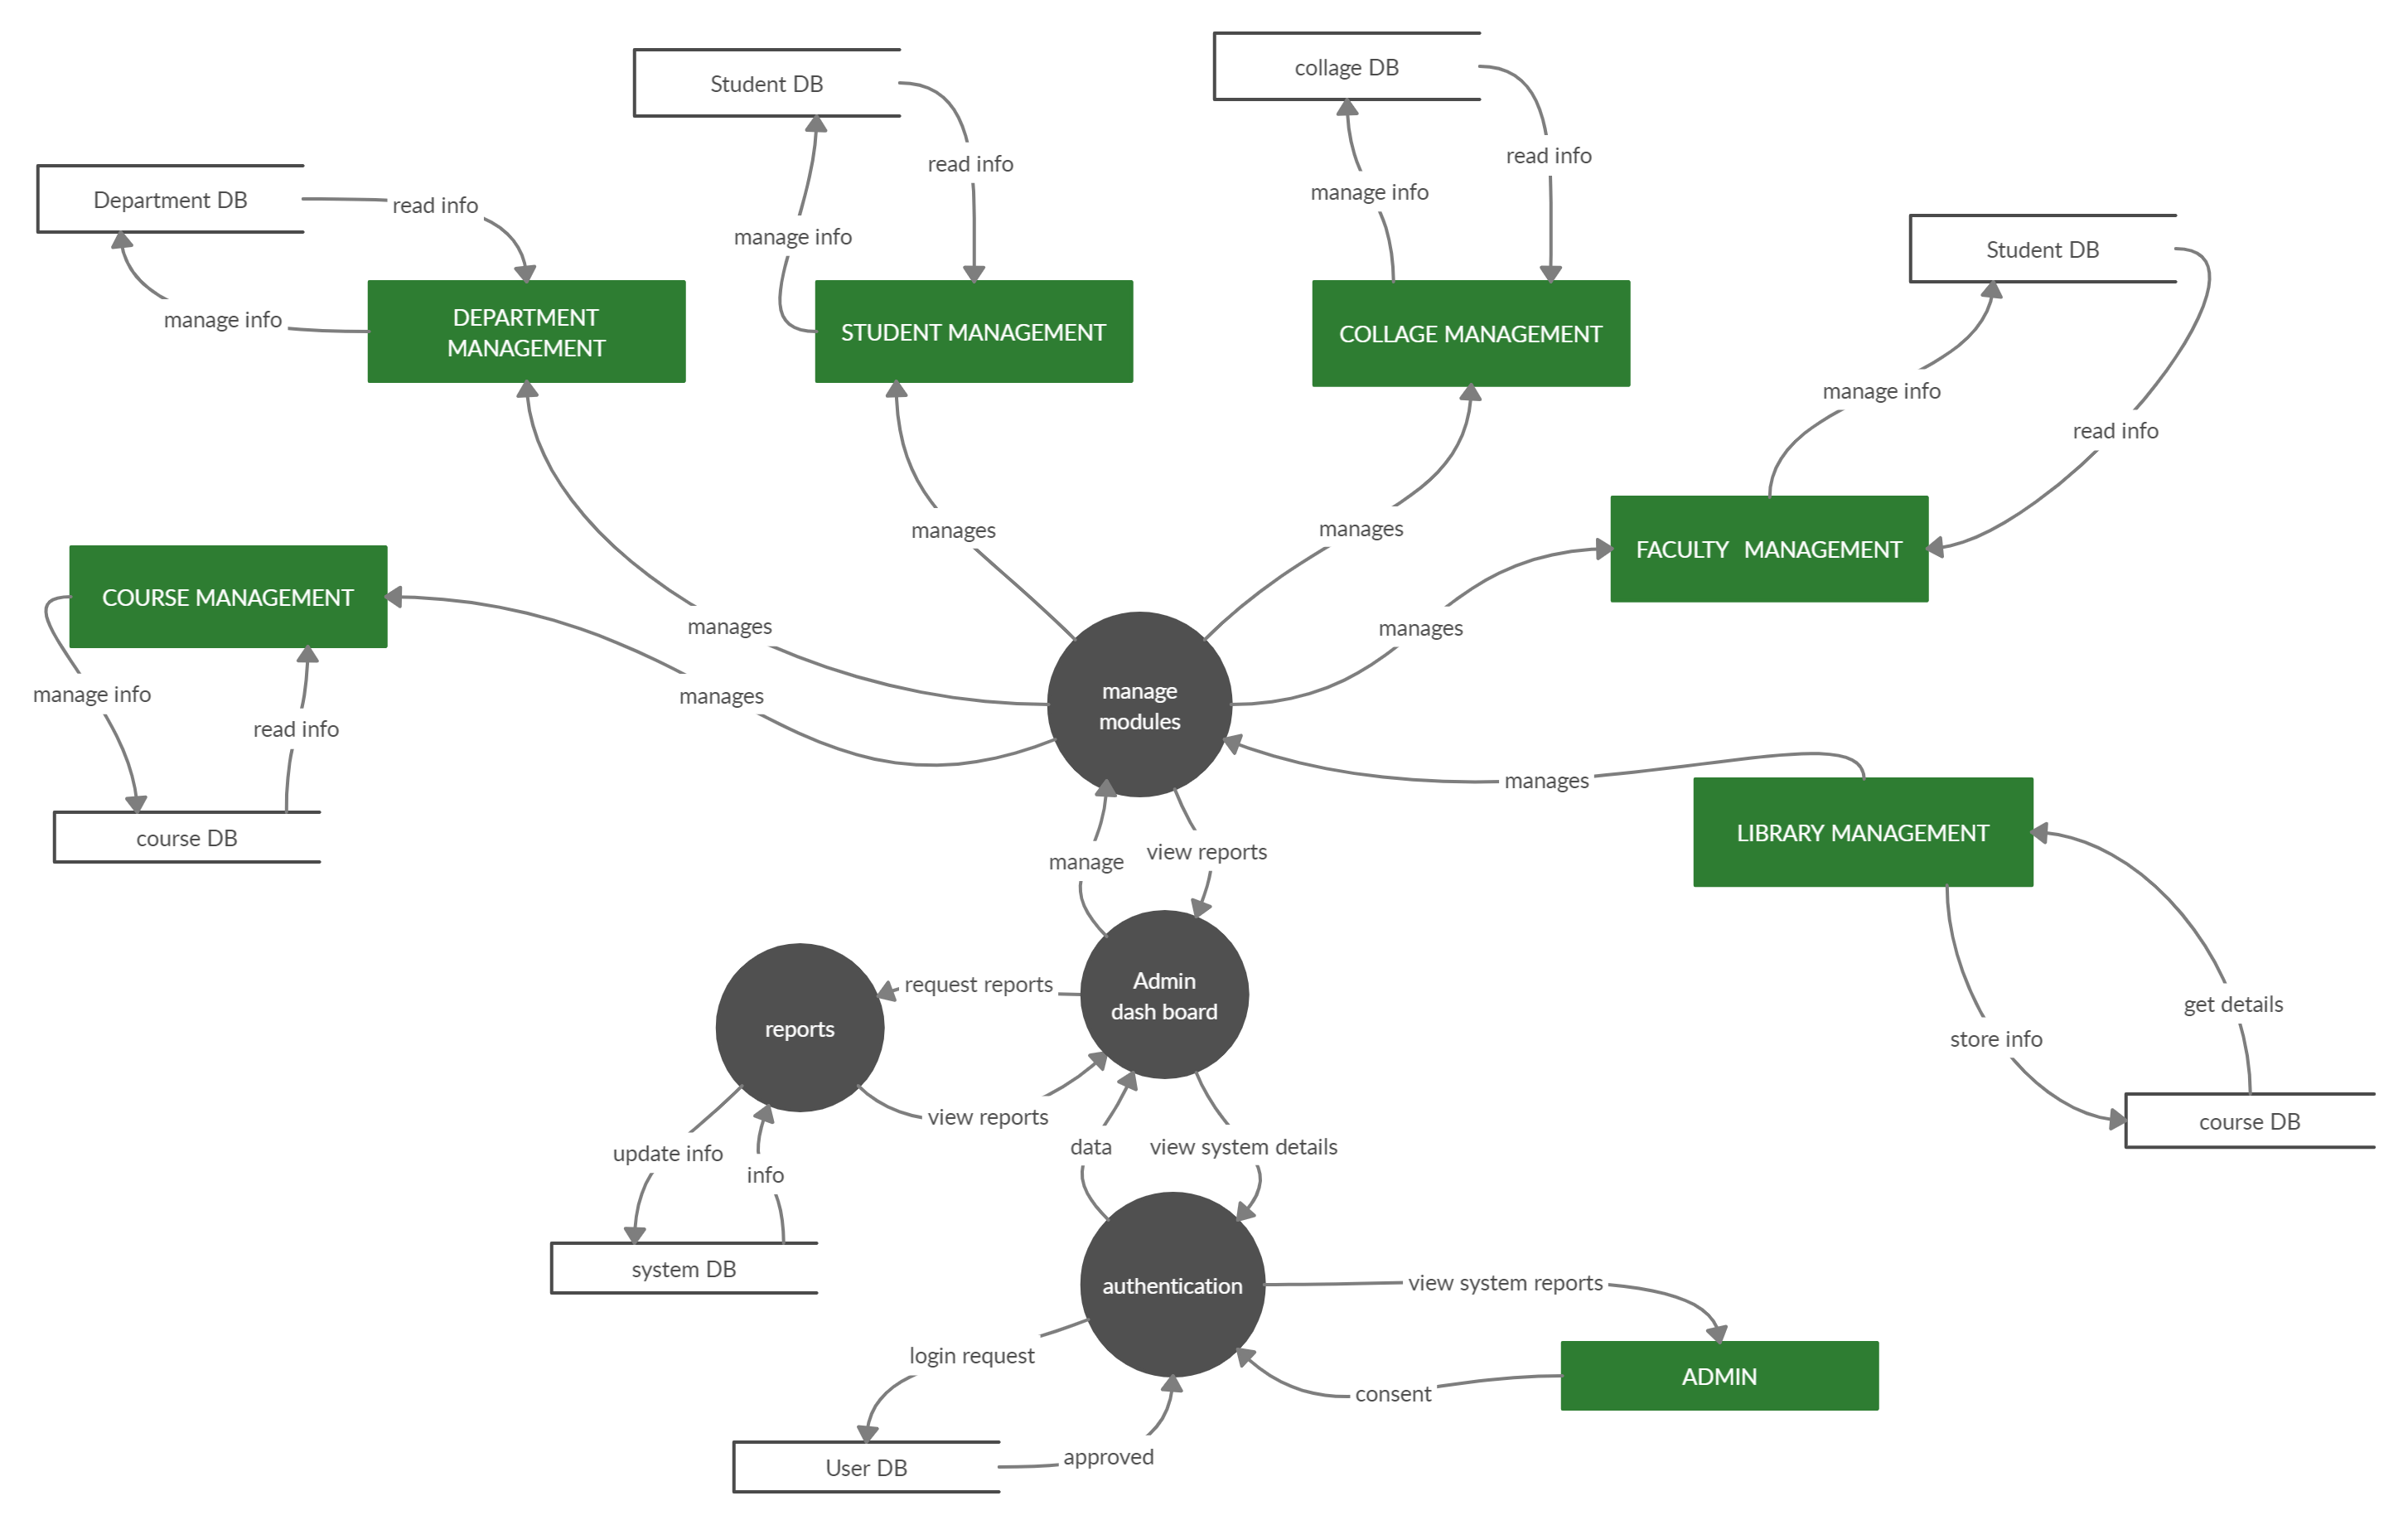 collage DB
Student DB
read info
read info
Department DB
manage info
read info
manage info
Student DB
manage info
DEPARTMENT
MANAGEMENT
STUDENT MANAGEMENT
COLLAGE MANAGEMENT
manage info
read info
manages
manages
FACULTY   MANAGEMENT
COURSE MANAGEMENT
manages
manages
manage info
manages
manage
modules
read info
manages
course DB
LIBRARY MANAGEMENT
manage
view reports
request reports
Admin
dash board
reports
get details
store info
view reports
course DB
update info
data
view system details
info
system DB
authentication
view system reports
login request
ADMIN
consent
approved
User DB